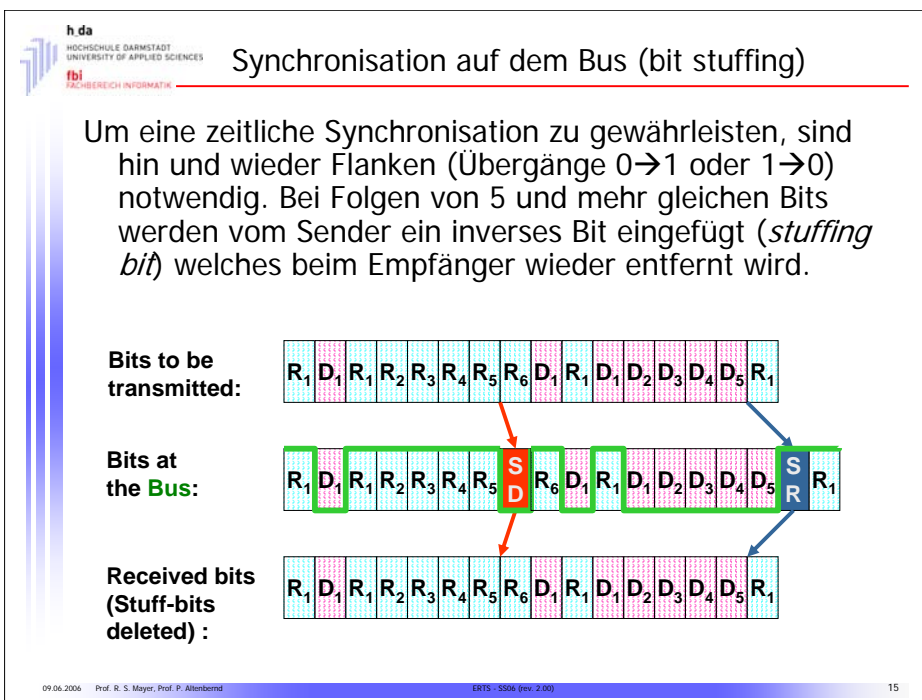 h_da
HOCHSCHULE DARMSTADT
UNIVERSITY OF APPLIED SCIENCES
fbi
FACHBEREICH INFORMATIK
Synchronisation auf dem Bus (bit stuffing)
Um eine zeitliche Synchronisation zu gewährleisten, sind
hin und wieder Flanken (Übergänge 0→1 oder 1→0)
notwendig. Bei Folgen von 5 und mehr gleichen Bits
werden vom Sender ein inverses Bit eingefügt (stuffing
bit) welches beim Empfänger wieder entfernt wird.
Bits to be
transmitted:
R₁ D₁ R₁ R₂ R₃ R₄ R₅ R₆ D₁ R₁ D₁ D₂ D₃ D₄ D₅ R₁
Bits at
the Bus:
R₁ D₁ R₁ R₂ R₃ R₄ R₅ SD R₆ D₁ R₁ D₁ D₂ D₃ D₄ D₅ SR R₁
Received bits
(Stuff-bits
deleted) :
R₁ D₁ R₁ R₂ R₃ R₄ R₅ R₆ D₁ R₁ D₁ D₂ D₃ D₄ D₅ R₁
09.06.2006 Prof. R. S. Mayer, Prof. P. Altenbernd ERTS - SS06 (rev. 2.00) 15